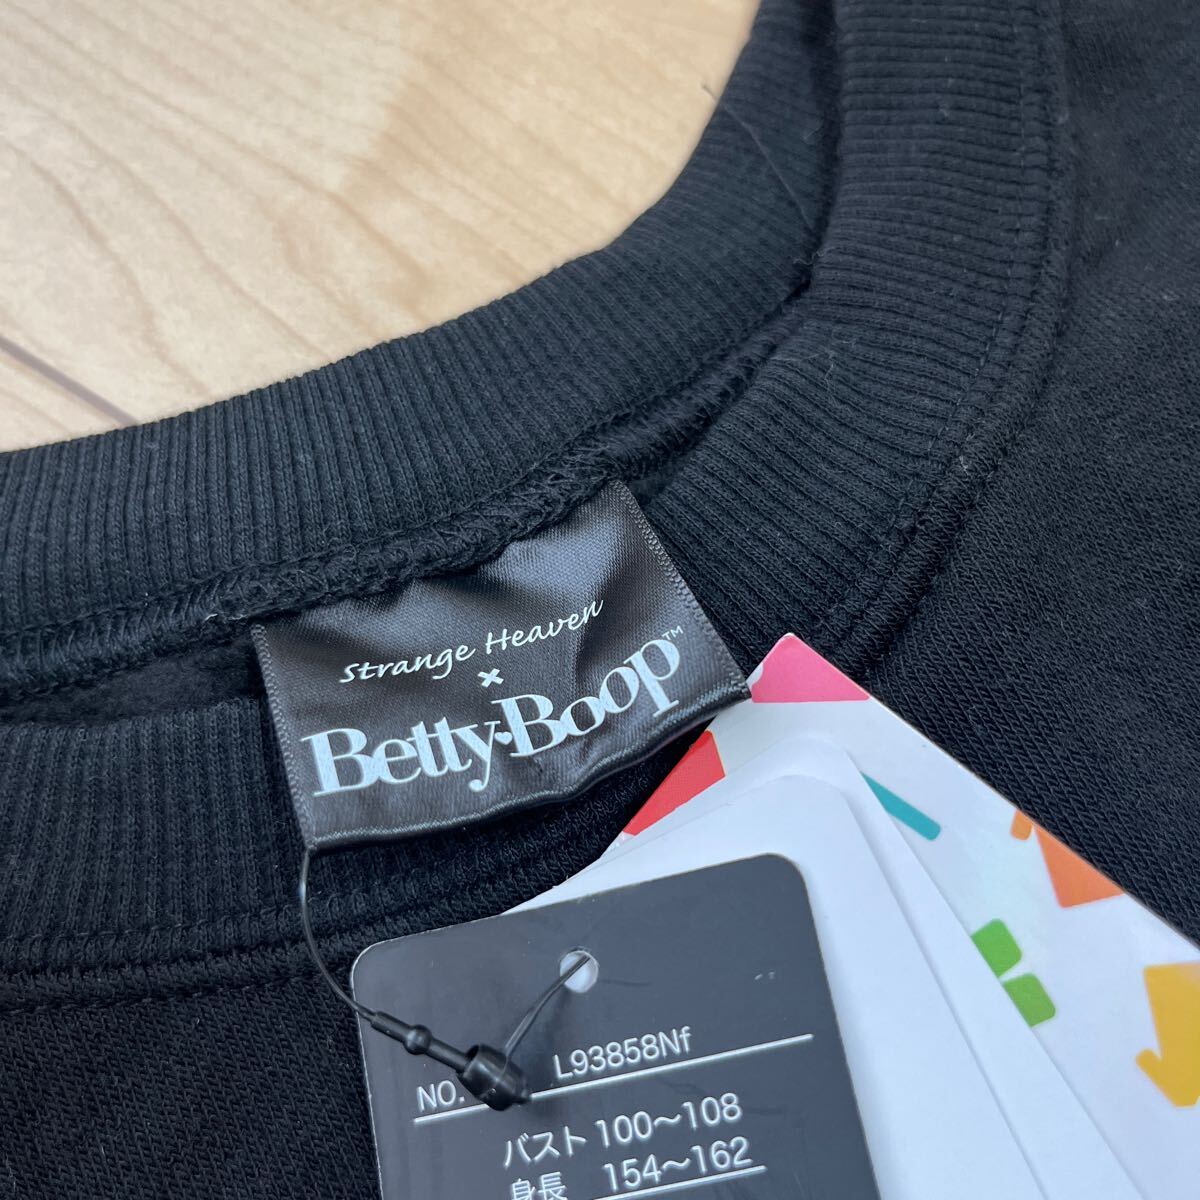 Strange Heaven
×
Betty♥Boop™
NO. L93858Nf
バスト 100～108
身長 154～162